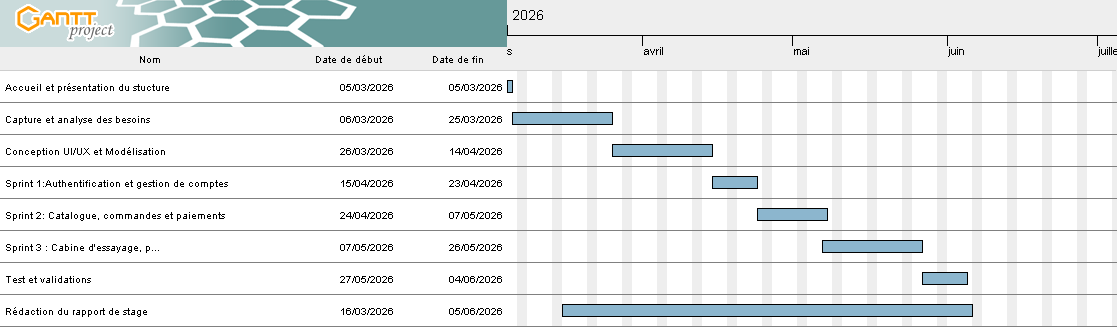 GANTT
project
2026
s avril mai juin juille
Nom Date de début Date de fin
Accueil et présentation du stucture 05/03/2026 05/03/2026
Capture et analyse des besoins 06/03/2026 25/03/2026
Conception UI/UX et Modélisation 26/03/2026 14/04/2026
Sprint 1:Authentification et gestion de comptes 15/04/2026 23/04/2026
Sprint 2: Catalogue, commandes et paiements 24/04/2026 07/05/2026
Sprint 3 : Cabine d'essayage, p... 07/05/2026 26/05/2026
Test et validations 27/05/2026 04/06/2026
Rédaction du rapport de stage 16/03/2026 05/06/2026